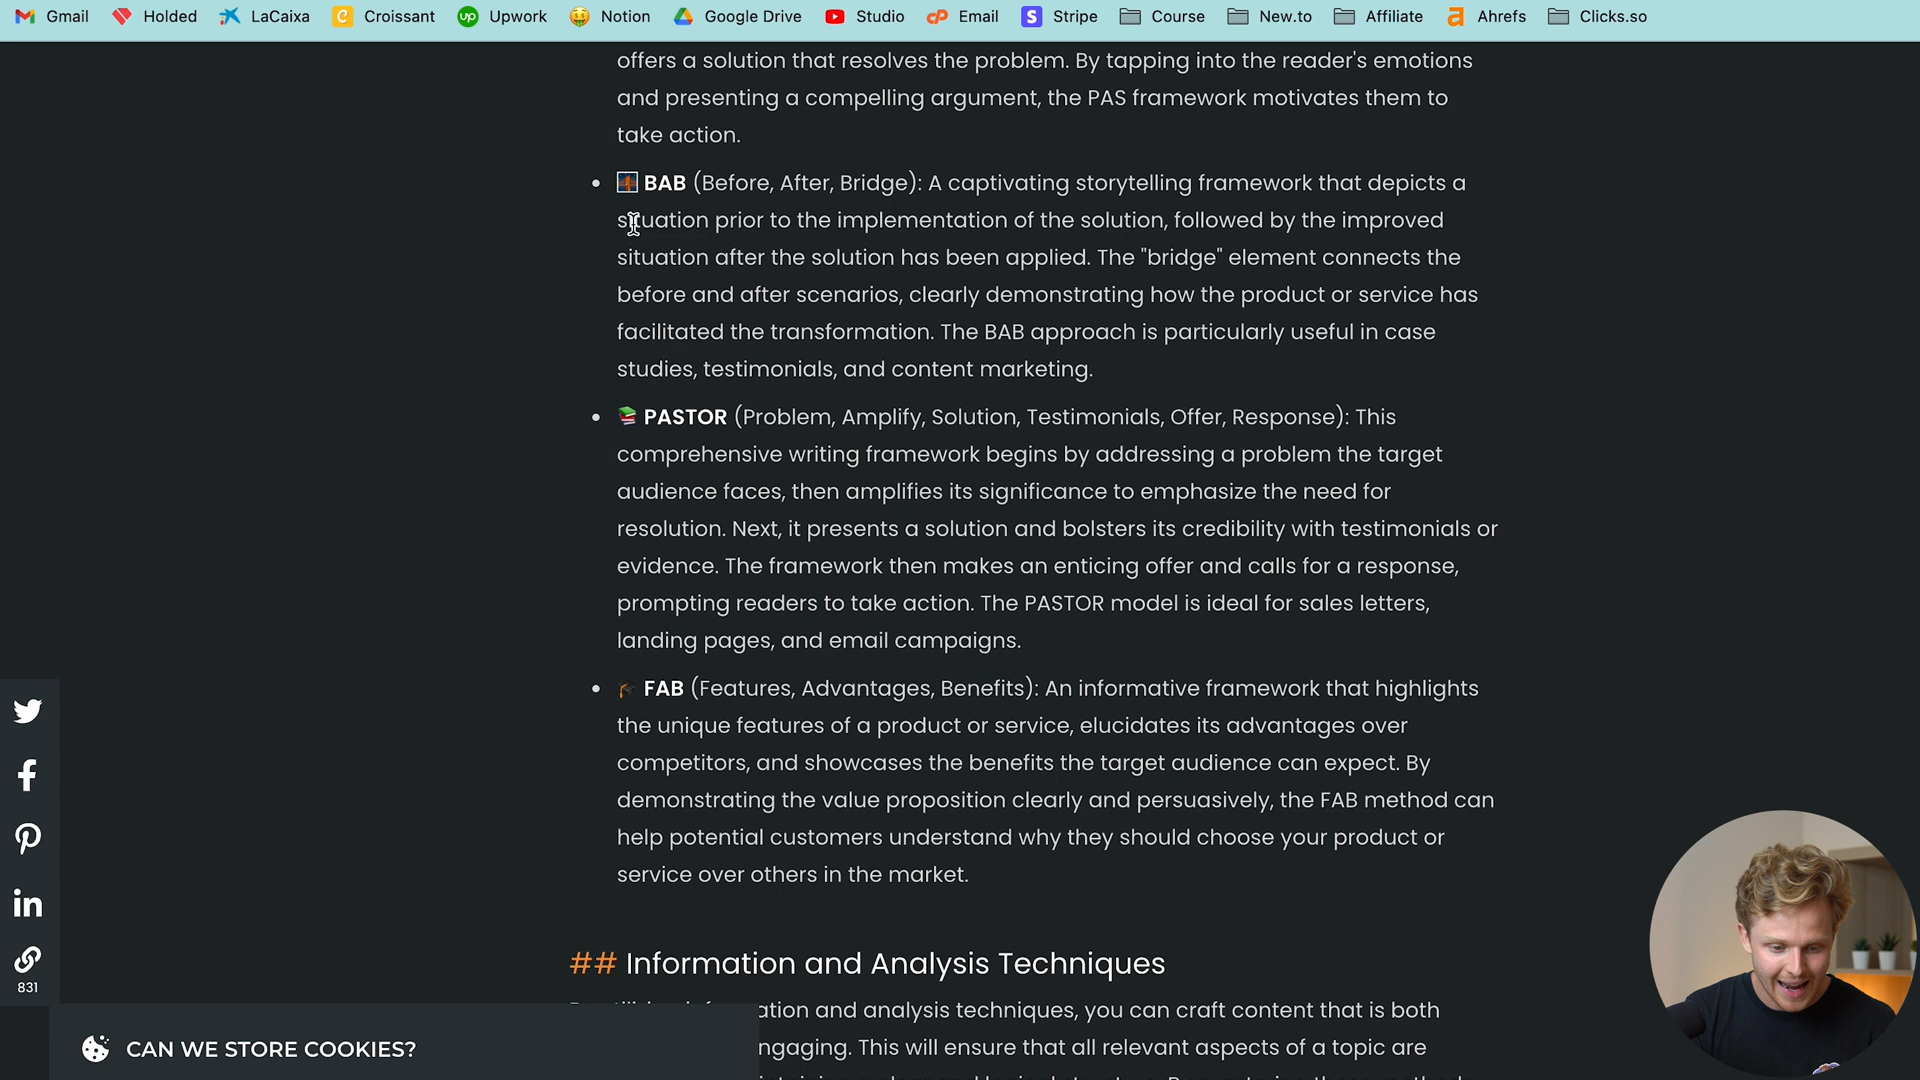 Gmail Holded LaCaixa Croissant Upwork Notion Google Drive Studio Email Stripe Course New.to Affiliate Ahrefs Clicks.so
offers a solution that resolves the problem. By tapping into the reader's emotions
and presenting a compelling argument, the PAS framework motivates them to
take action.
BAB (Before, After, Bridge): A captivating storytelling framework that depicts a
situation prior to the implementation of the solution, followed by the improved
situation after the solution has been applied. The "bridge" element connects the
before and after scenarios, clearly demonstrating how the product or service has
facilitated the transformation. The BAB approach is particularly useful in case
studies, testimonials, and content marketing.
PASTOR (Problem, Amplify, Solution, Testimonials, Offer, Response): This
comprehensive writing framework begins by addressing a problem the target
audience faces, then amplifies its significance to emphasize the need for
resolution. Next, it presents a solution and bolsters its credibility with testimonials or
evidence. The framework then makes an enticing offer and calls for a response,
prompting readers to take action. The PASTOR model is ideal for sales letters,
landing pages, and email campaigns.
FAB (Features, Advantages, Benefits): An informative framework that highlights
the unique features of a product or service, elucidates its advantages over
competitors, and showcases the benefits the target audience can expect. By
demonstrating the value proposition clearly and persuasively, the FAB method can
help potential customers understand why they should choose your product or
service over others in the market.
## Information and Analysis Techniques
and analysis techniques, you can craft content that is both
This will ensure that all relevant aspects of a topic are
831
CAN WE STORE COOKIES?